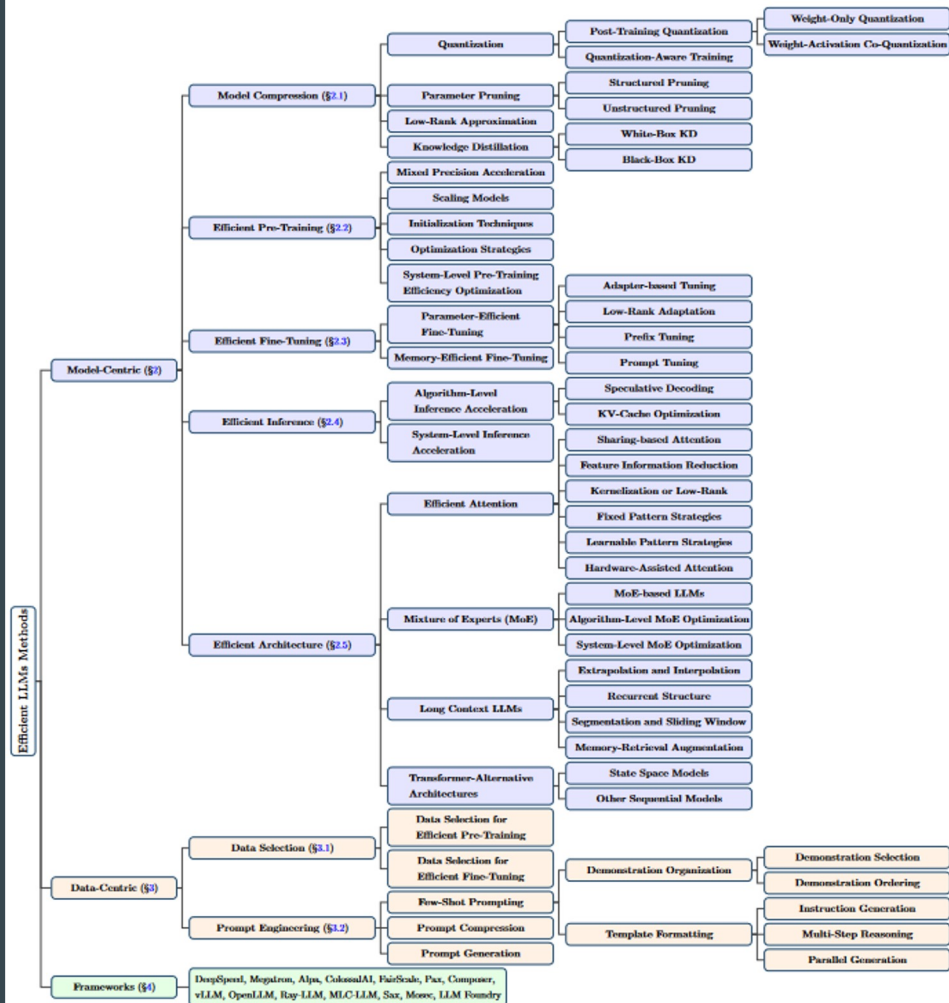 Efficient LLMs Methods
Model-Centric (§2)
Model Compression (§2.1)
Quantization
Post-Training Quantization
Weight-Only Quantization
Weight-Activation Co-Quantization
Quantization-Aware Training
Parameter Pruning
Structured Pruning
Unstructured Pruning
Low-Rank Approximation
Knowledge Distillation
White-Box KD
Black-Box KD
Efficient Pre-Training (§2.2)
Mixed Precision Acceleration
Scaling Models
Initialization Techniques
Optimization Strategies
System-Level Pre-Training
Efficiency Optimization
Efficient Fine-Tuning (§2.3)
Parameter-Efficient
Fine-Tuning
Adapter-based Tuning
Low-Rank Adaptation
Prefix Tuning
Prompt Tuning
Memory-Efficient Fine-Tuning
Efficient Inference (§2.4)
Algorithm-Level
Inference Acceleration
Speculative Decoding
KV-Cache Optimization
System-Level Inference
Acceleration
Efficient Architecture (§2.5)
Efficient Attention
Sharing-based Attention
Feature Information Reduction
Kernelization or Low-Rank
Fixed Pattern Strategies
Learnable Pattern Strategies
Hardware-Assisted Attention
Mixture of Experts (MoE)
MoE-based LLMs
Algorithm-Level MoE Optimization
System-Level MoE Optimization
Long Context LLMs
Extrapolation and Interpolation
Recurrent Structure
Segmentation and Sliding Window
Memory-Retrieval Augmentation
Transformer-Alternative
Architectures
State Space Models
Other Sequential Models
Data-Centric (§3)
Data Selection (§3.1)
Data Selection for
Efficient Pre-Training
Data Selection for
Efficient Fine-Tuning
Prompt Engineering (§3.2)
Few-Shot Prompting
Demonstration Organization
Demonstration Selection
Demonstration Ordering
Template Formatting
Instruction Generation
Multi-Step Reasoning
Parallel Generation
Prompt Compression
Prompt Generation
Frameworks (§4)
DeepSpeed, Megatron, Alpa, ColossalAI, FairScale, Pax, Composer,
vLLM, OpenLLM, Ray-LLM, MLC-LLM, Sax, Mosec, LLM Foundry